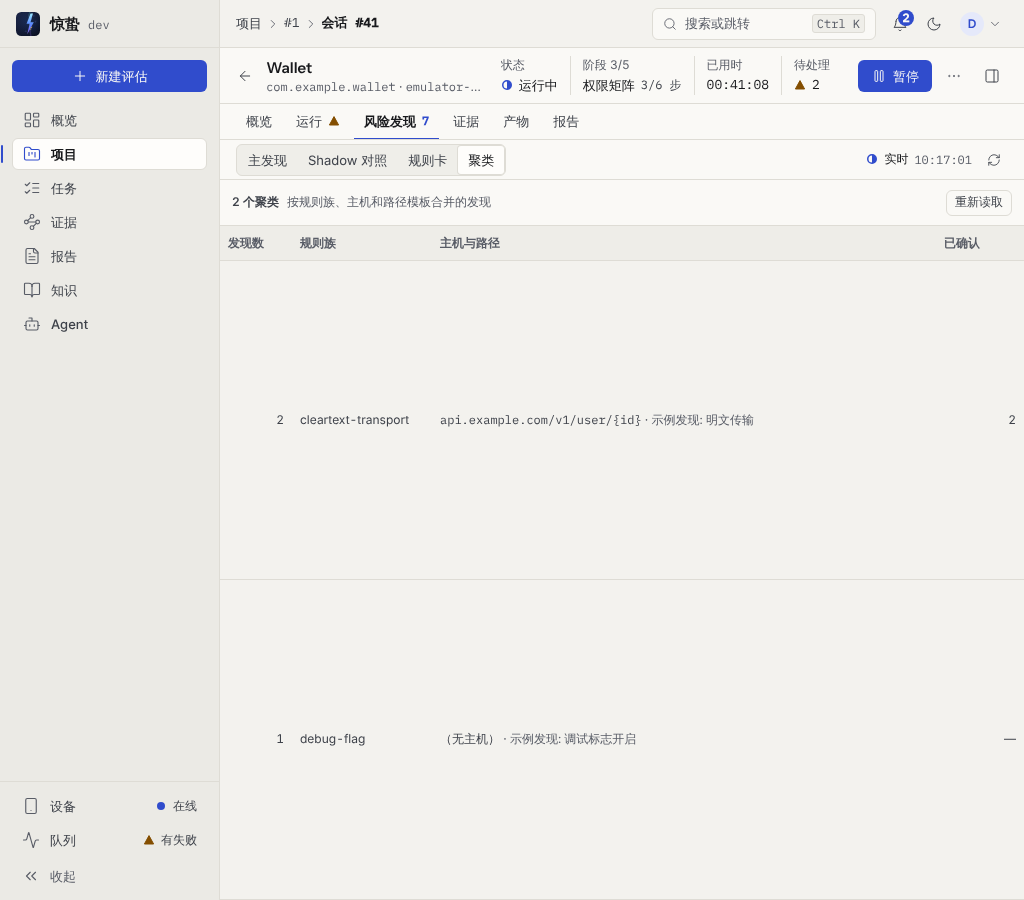 惊蛰 dev
项目 > #1 > 会话 #41
搜索或跳转 Ctrl K
2
D
新建评估
概览
项目
任务
证据
报告
知识
Agent
设备 在线
队列 有失败
收起
Wallet
com.example.wallet · emulator-…
状态
运行中
阶段 3/5
权限矩阵 3/6 步
已用时
00:41:08
待处理
2
暂停
概览 运行 风险发现 7 证据 产物 报告
主发现 Shadow 对照 规则卡 聚类
实时 10:17:01
2 个聚类 按规则族、主机和路径模板合并的发现
重新读取
发现数 规则族 主机与路径 已确认
2 cleartext-transport api.example.com/v1/user/{id} · 示例发现: 明文传输 2
1 debug-flag （无主机） · 示例发现: 调试标志开启 —